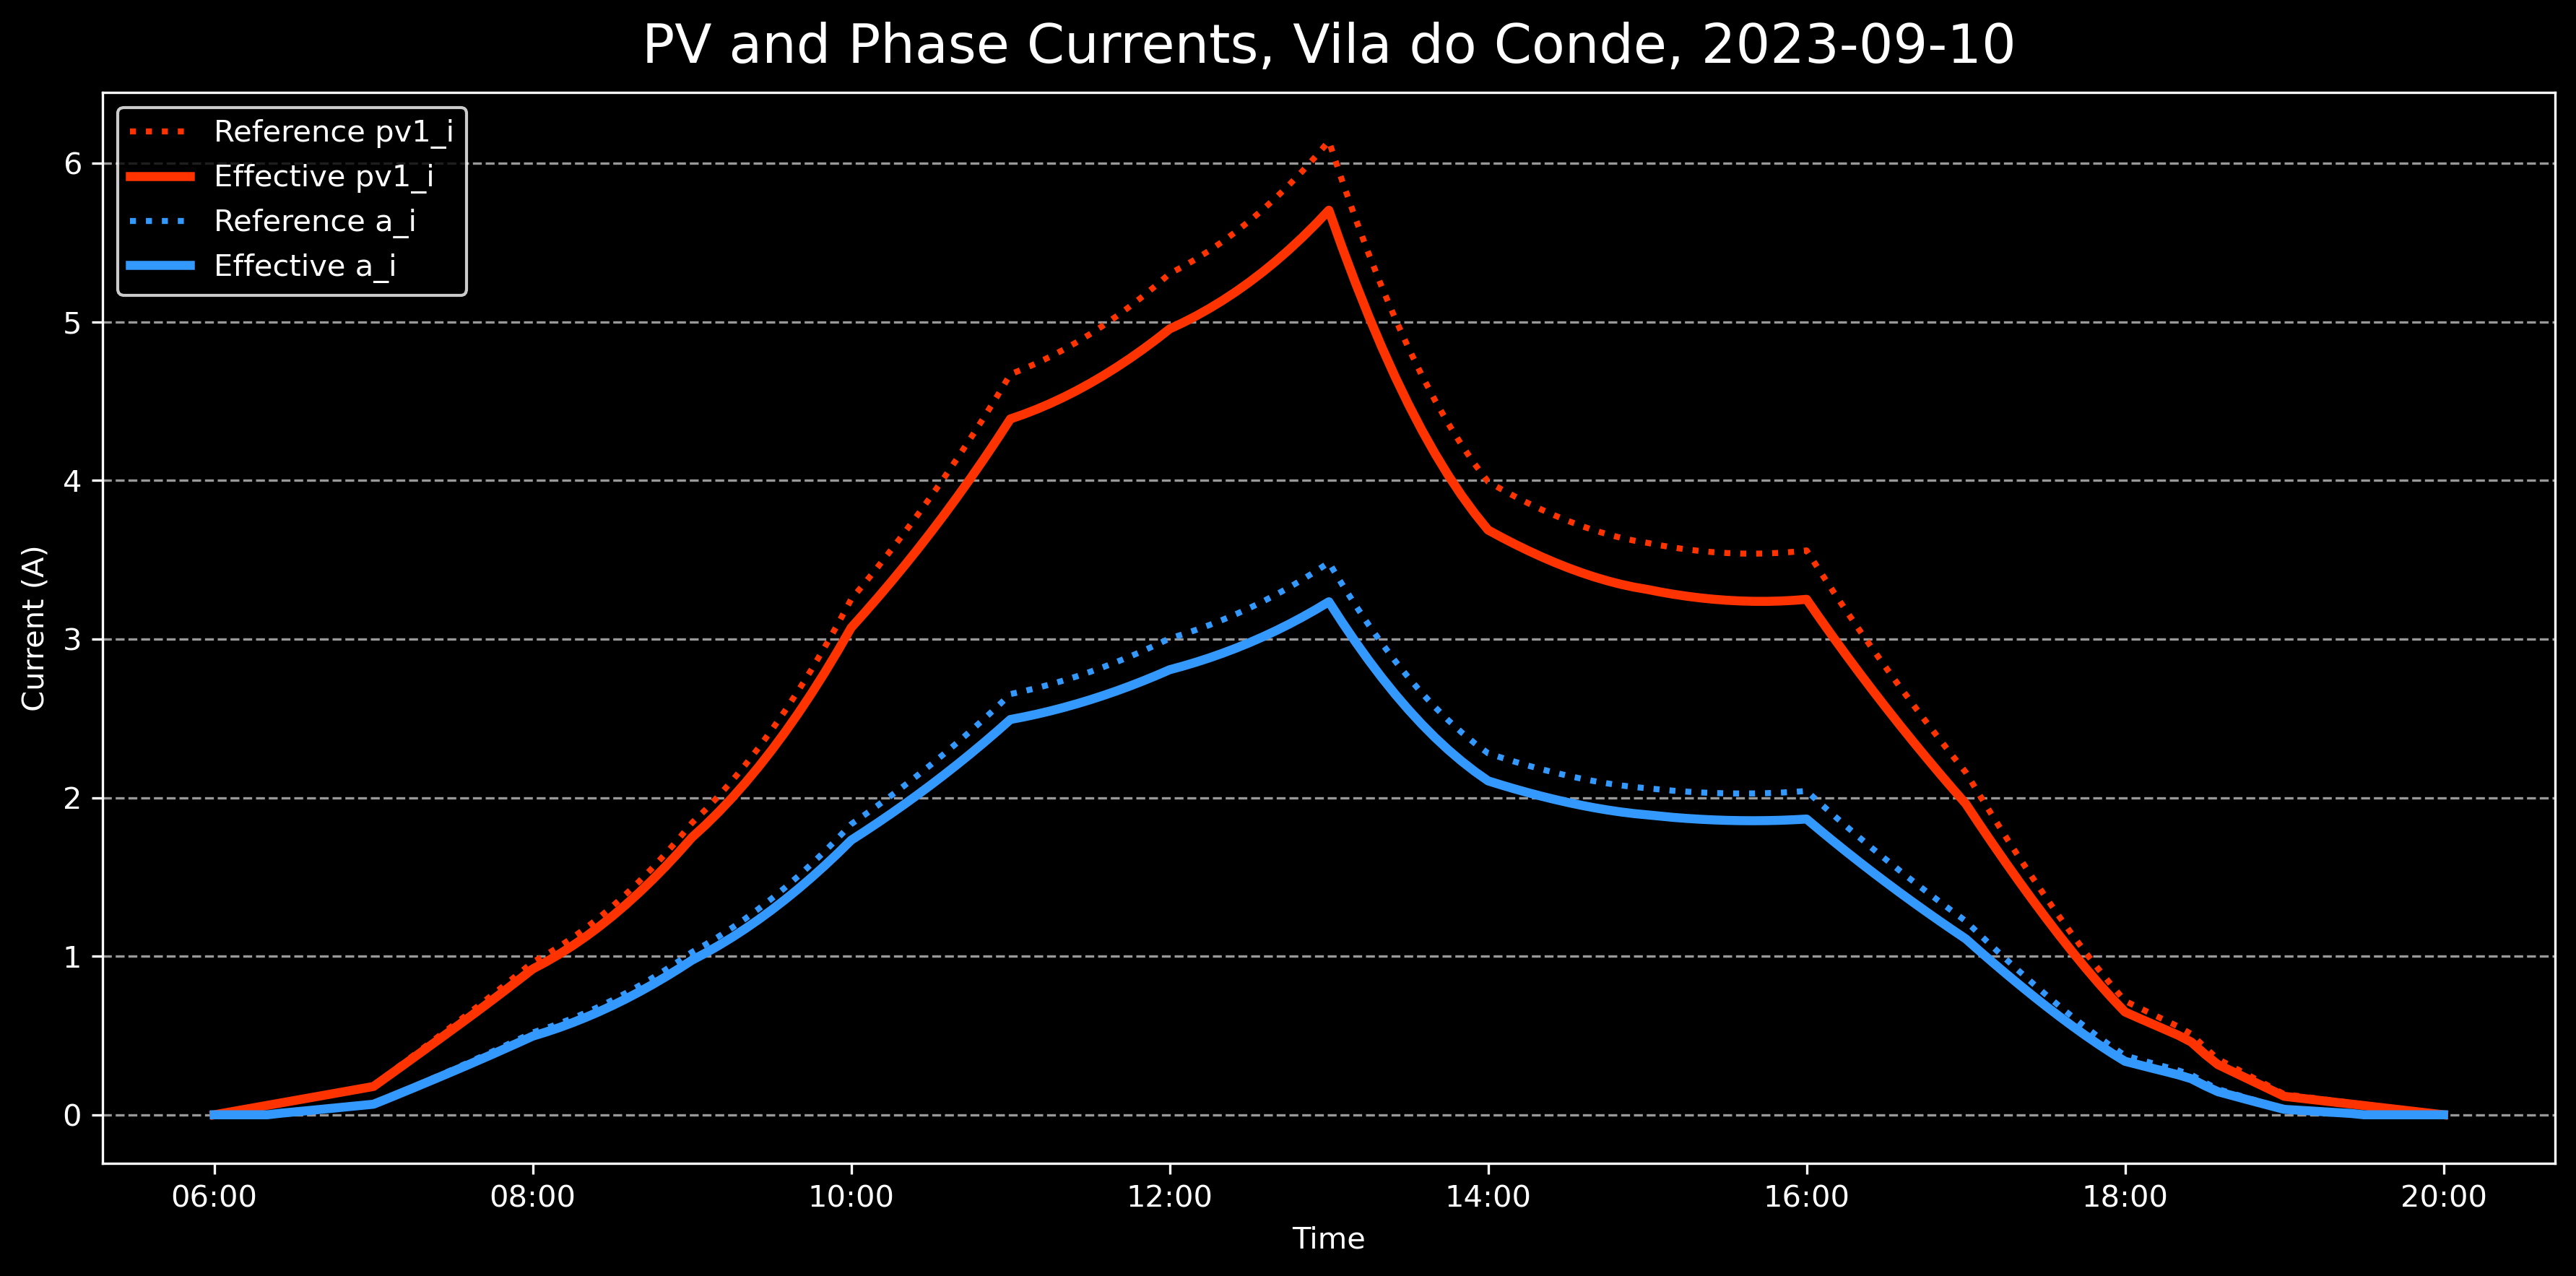 PV and Phase Currents, Vila do Conde, 2023-09-10
Reference pv1_i
Effective pv1_i
Reference a_i
Effective a_i
6
5
4
3
2
1
0
Current (A)
06:00 08:00 10:00 12:00 14:00 16:00 18:00 20:00
Time